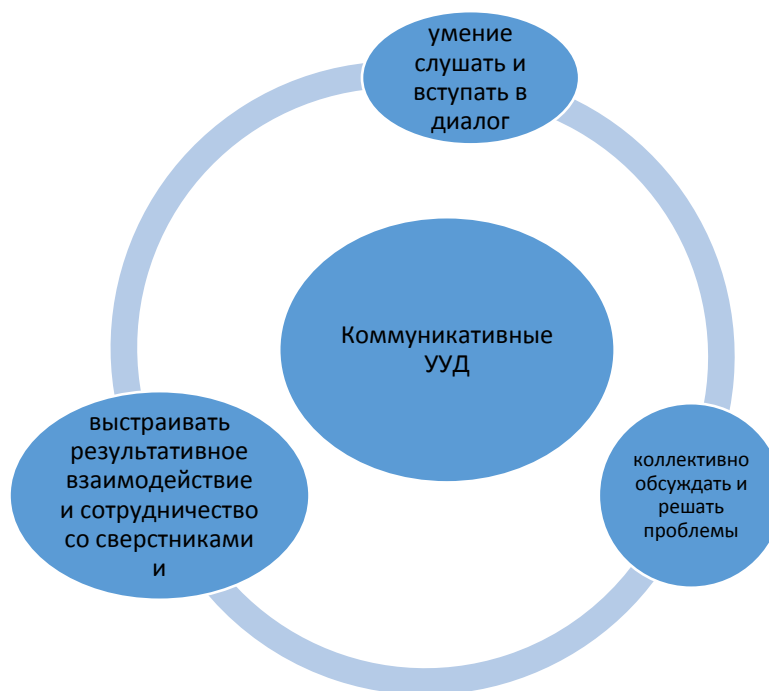 умение
слушать и
вступать в
диалог
Коммуникативные
УУД
коллективно
обсуждать и
решать
проблемы
выстраивать
результативное
взаимодействие
и сотрудничество
со сверстниками
и